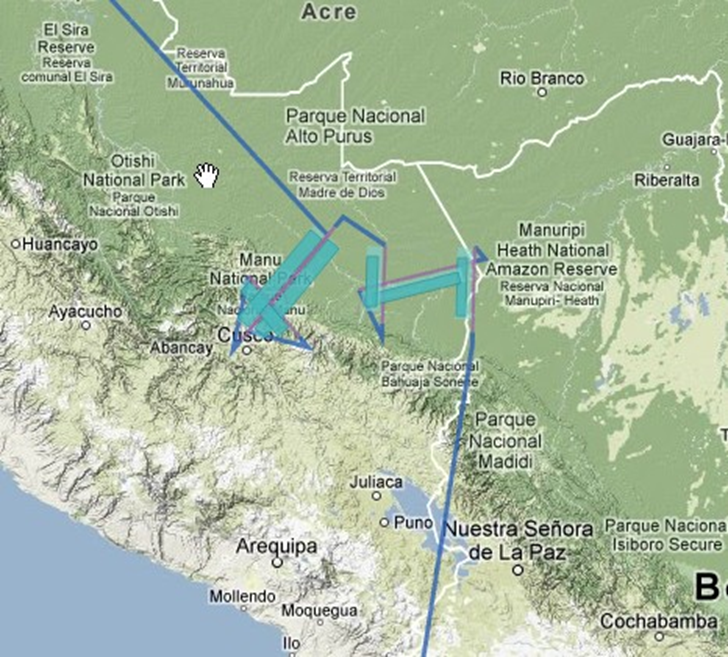 Acre
El Sira
Reserve
Reserva
comunal El Sira
Reserva
Territorial
Murunahua
Rio Branco
Parque Nacional
Alto Purus
Guajara-
Otishi
National Park
Parque
Nacional Otishi
Reserva Territorial
Madre de Dios
Riberalta
Huancayo
Manu
National
Manuripi
Heath National
Amazon Reserve
Reserva Nacional
Manuripi- Heath
Ayacucho
Abancay
Cusco
Parque Nacional
Bahuaja Sonene
Parque
Nacional
Madidi
Juliaca
Puno
Nuestra Señora
de La Paz
Parque Naciona
Isiboro Secure
Arequipa
Mollendo
Moquegua
Ilo
Cochabamba